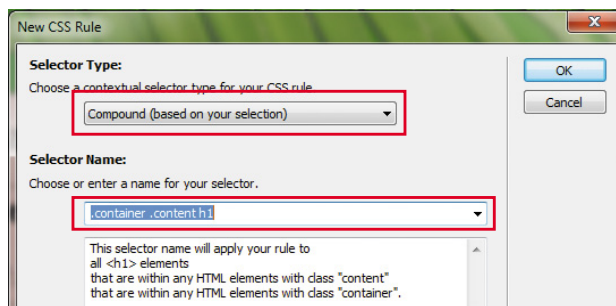 New CSS Rule
X
Selector Type:
OK
Choose a contextual selector type for your CSS rule.
Cancel
Compound (based on your selection)
Selector Name:
Choose or enter a name for your selector.
.container .content h1
This selector name will apply your rule to
all <h1> elements
that are within any HTML elements with class "content"
that are within any HTML elements with class "container".